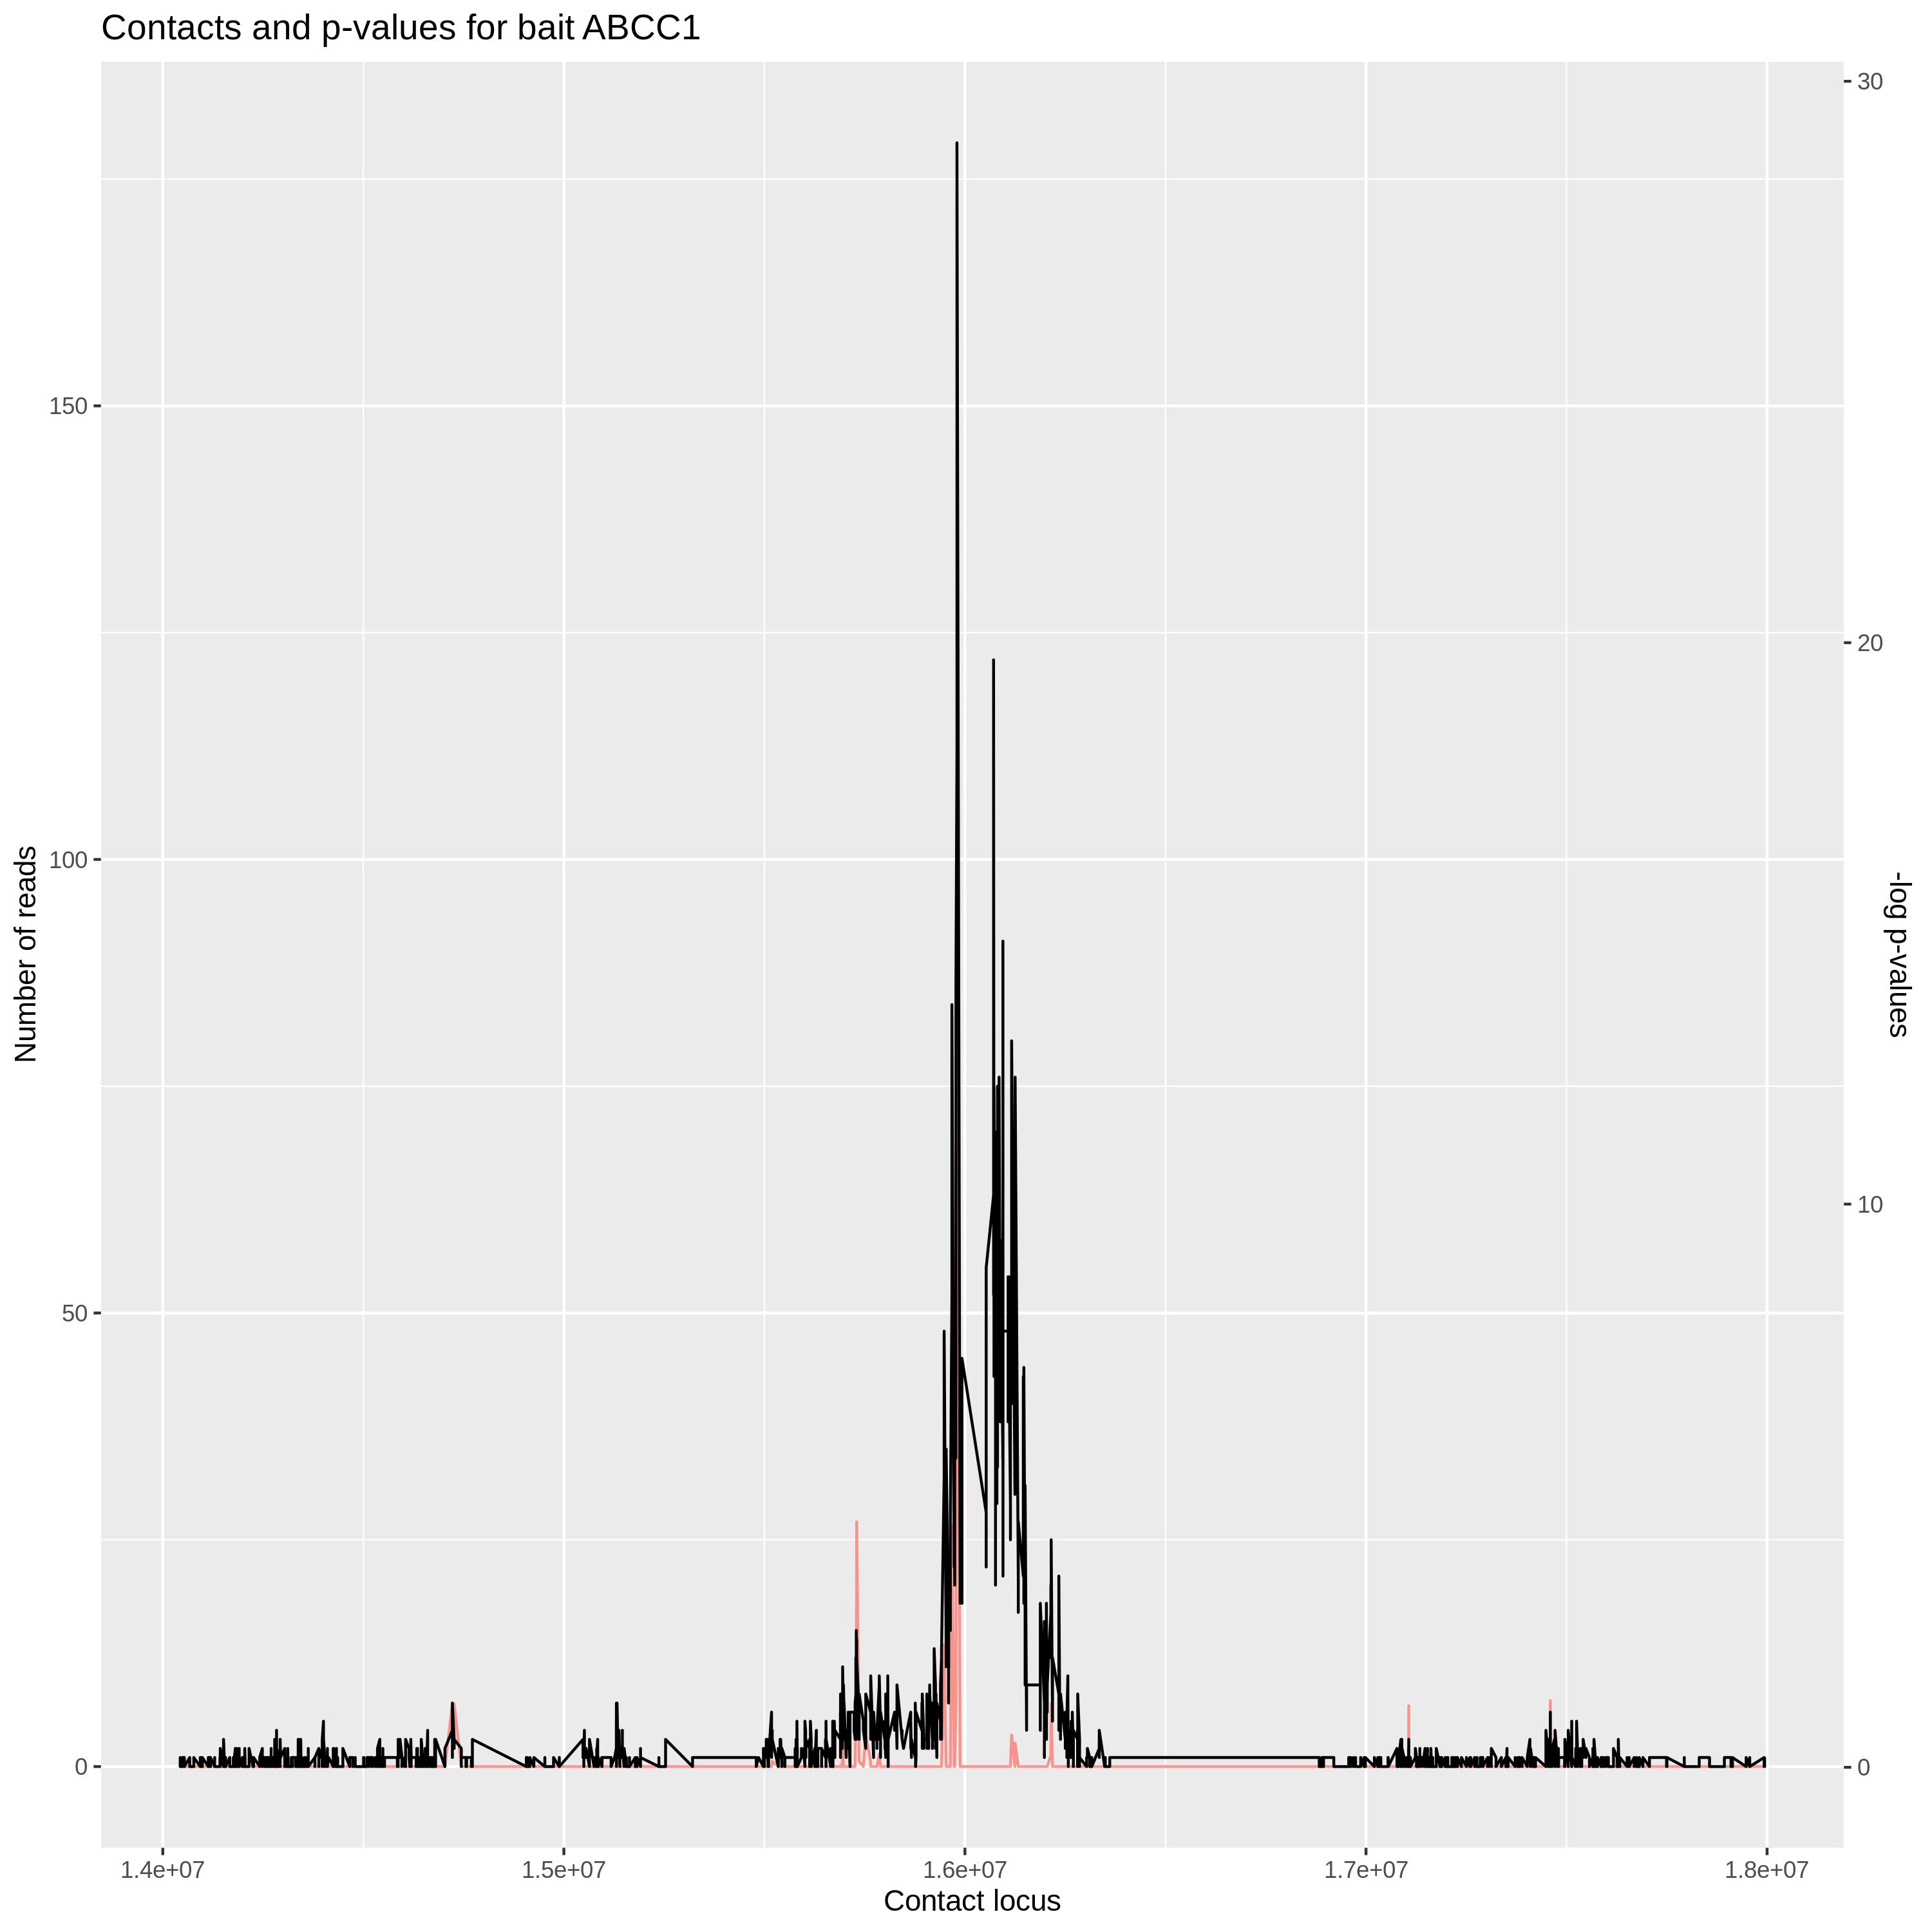 Contacts and p-values for bait ABCC1
30
150
20
100
Number of reads
-log p-values
10
50
0
0
1.4e+07
1.5e+07
1.6e+07
1.7e+07
1.8e+07
Contact locus